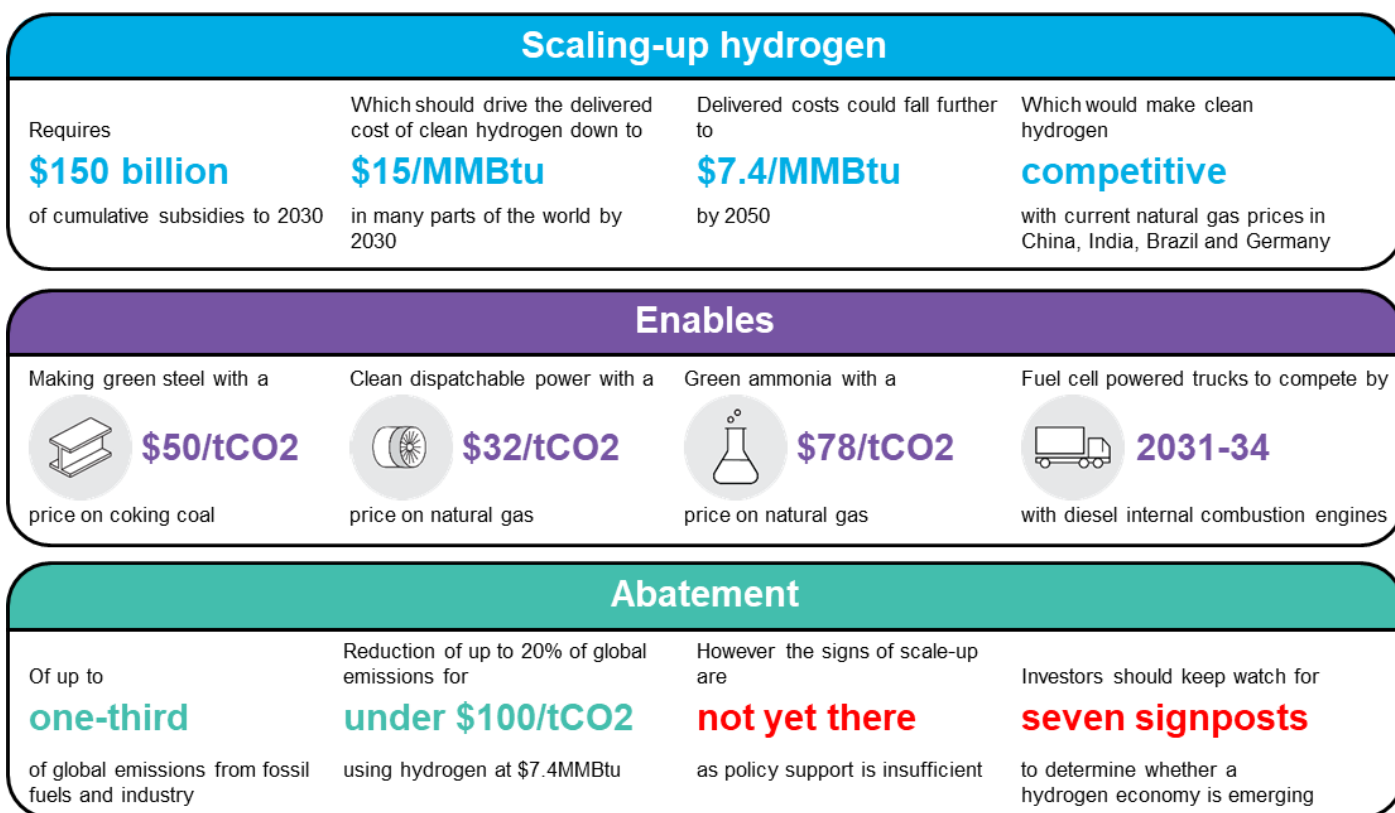 Scaling-up hydrogen
Requires
$150 billion
of cumulative subsidies to 2030
Which should drive the delivered
cost of clean hydrogen down to
$15/MMBtu
in many parts of the world by
2030
Delivered costs could fall further
to
$7.4/MMBtu
by 2050
Which would make clean
hydrogen
competitive
with current natural gas prices in
China, India, Brazil and Germany
Enables
Making green steel with a
$50/tCO2
price on coking coal
Clean dispatchable power with a
$32/tCO2
price on natural gas
Green ammonia with a
$78/tCO2
price on natural gas
Fuel cell powered trucks to compete by
2031-34
with diesel internal combustion engines
Abatement
Of up to
one-third
of global emissions from fossil
fuels and industry
Reduction of up to 20% of global
emissions for
under $100/tCO2
using hydrogen at $7.4MMBtu
However the signs of scale-up
are
not yet there
as policy support is insufficient
Investors should keep watch for
seven signposts
to determine whether a
hydrogen economy is emerging